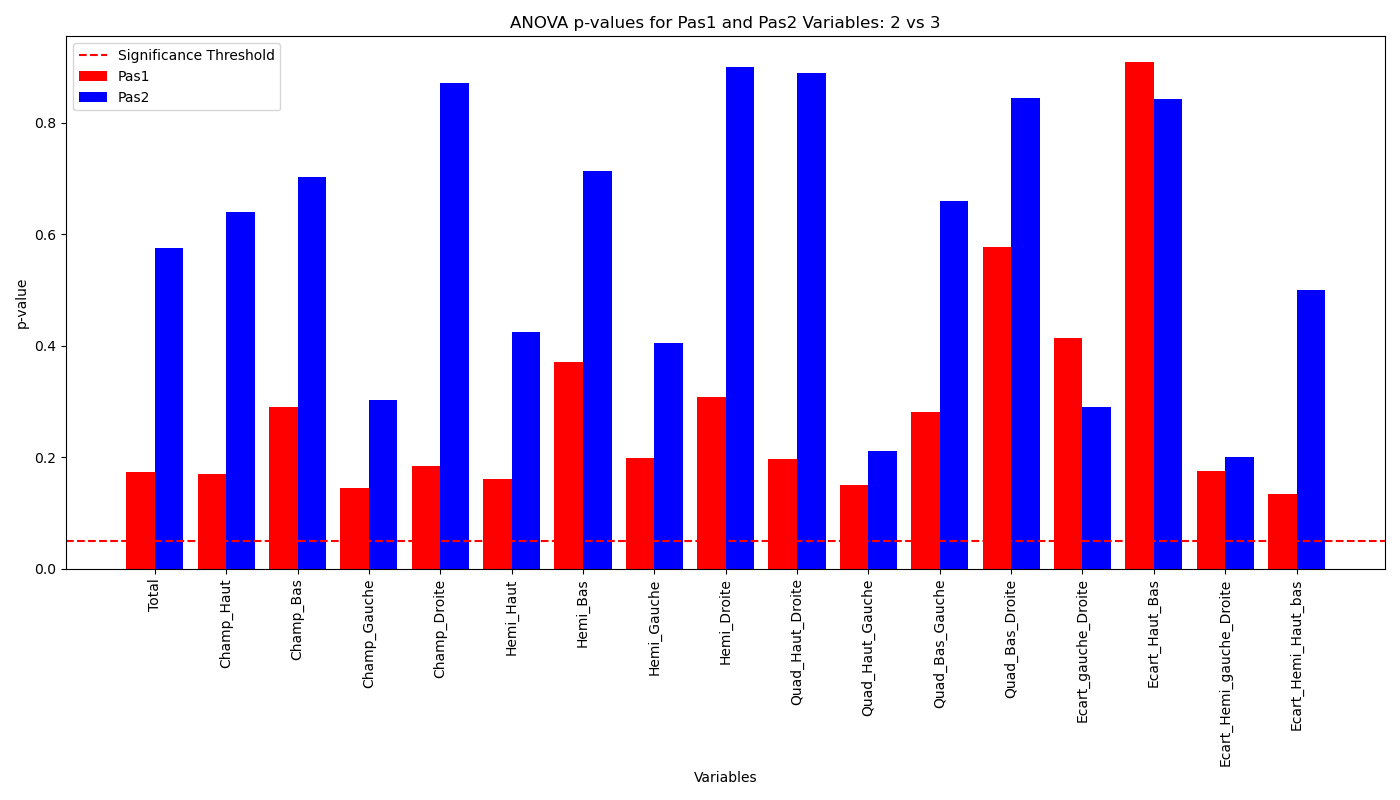 ANOVA p-values for Pas1 and Pas2 Variables: 2 vs 3
Significance Threshold
Pas1
Pas2
p-value
0.8
0.6
0.4
0.2
0.0
Total
Champ_Haut
Champ_Bas
Champ_Gauche
Champ_Droite
Hemi_Haut
Hemi_Bas
Hemi_Gauche
Hemi_Droite
Quad_Haut_Droite
Quad_Haut_Gauche
Quad_Bas_Gauche
Quad_Bas_Droite
Ecart_gauche_Droite
Ecart_Haut_Bas
Ecart_Hemi_gauche_Droite
Ecart_Hemi_Haut_bas
Variables